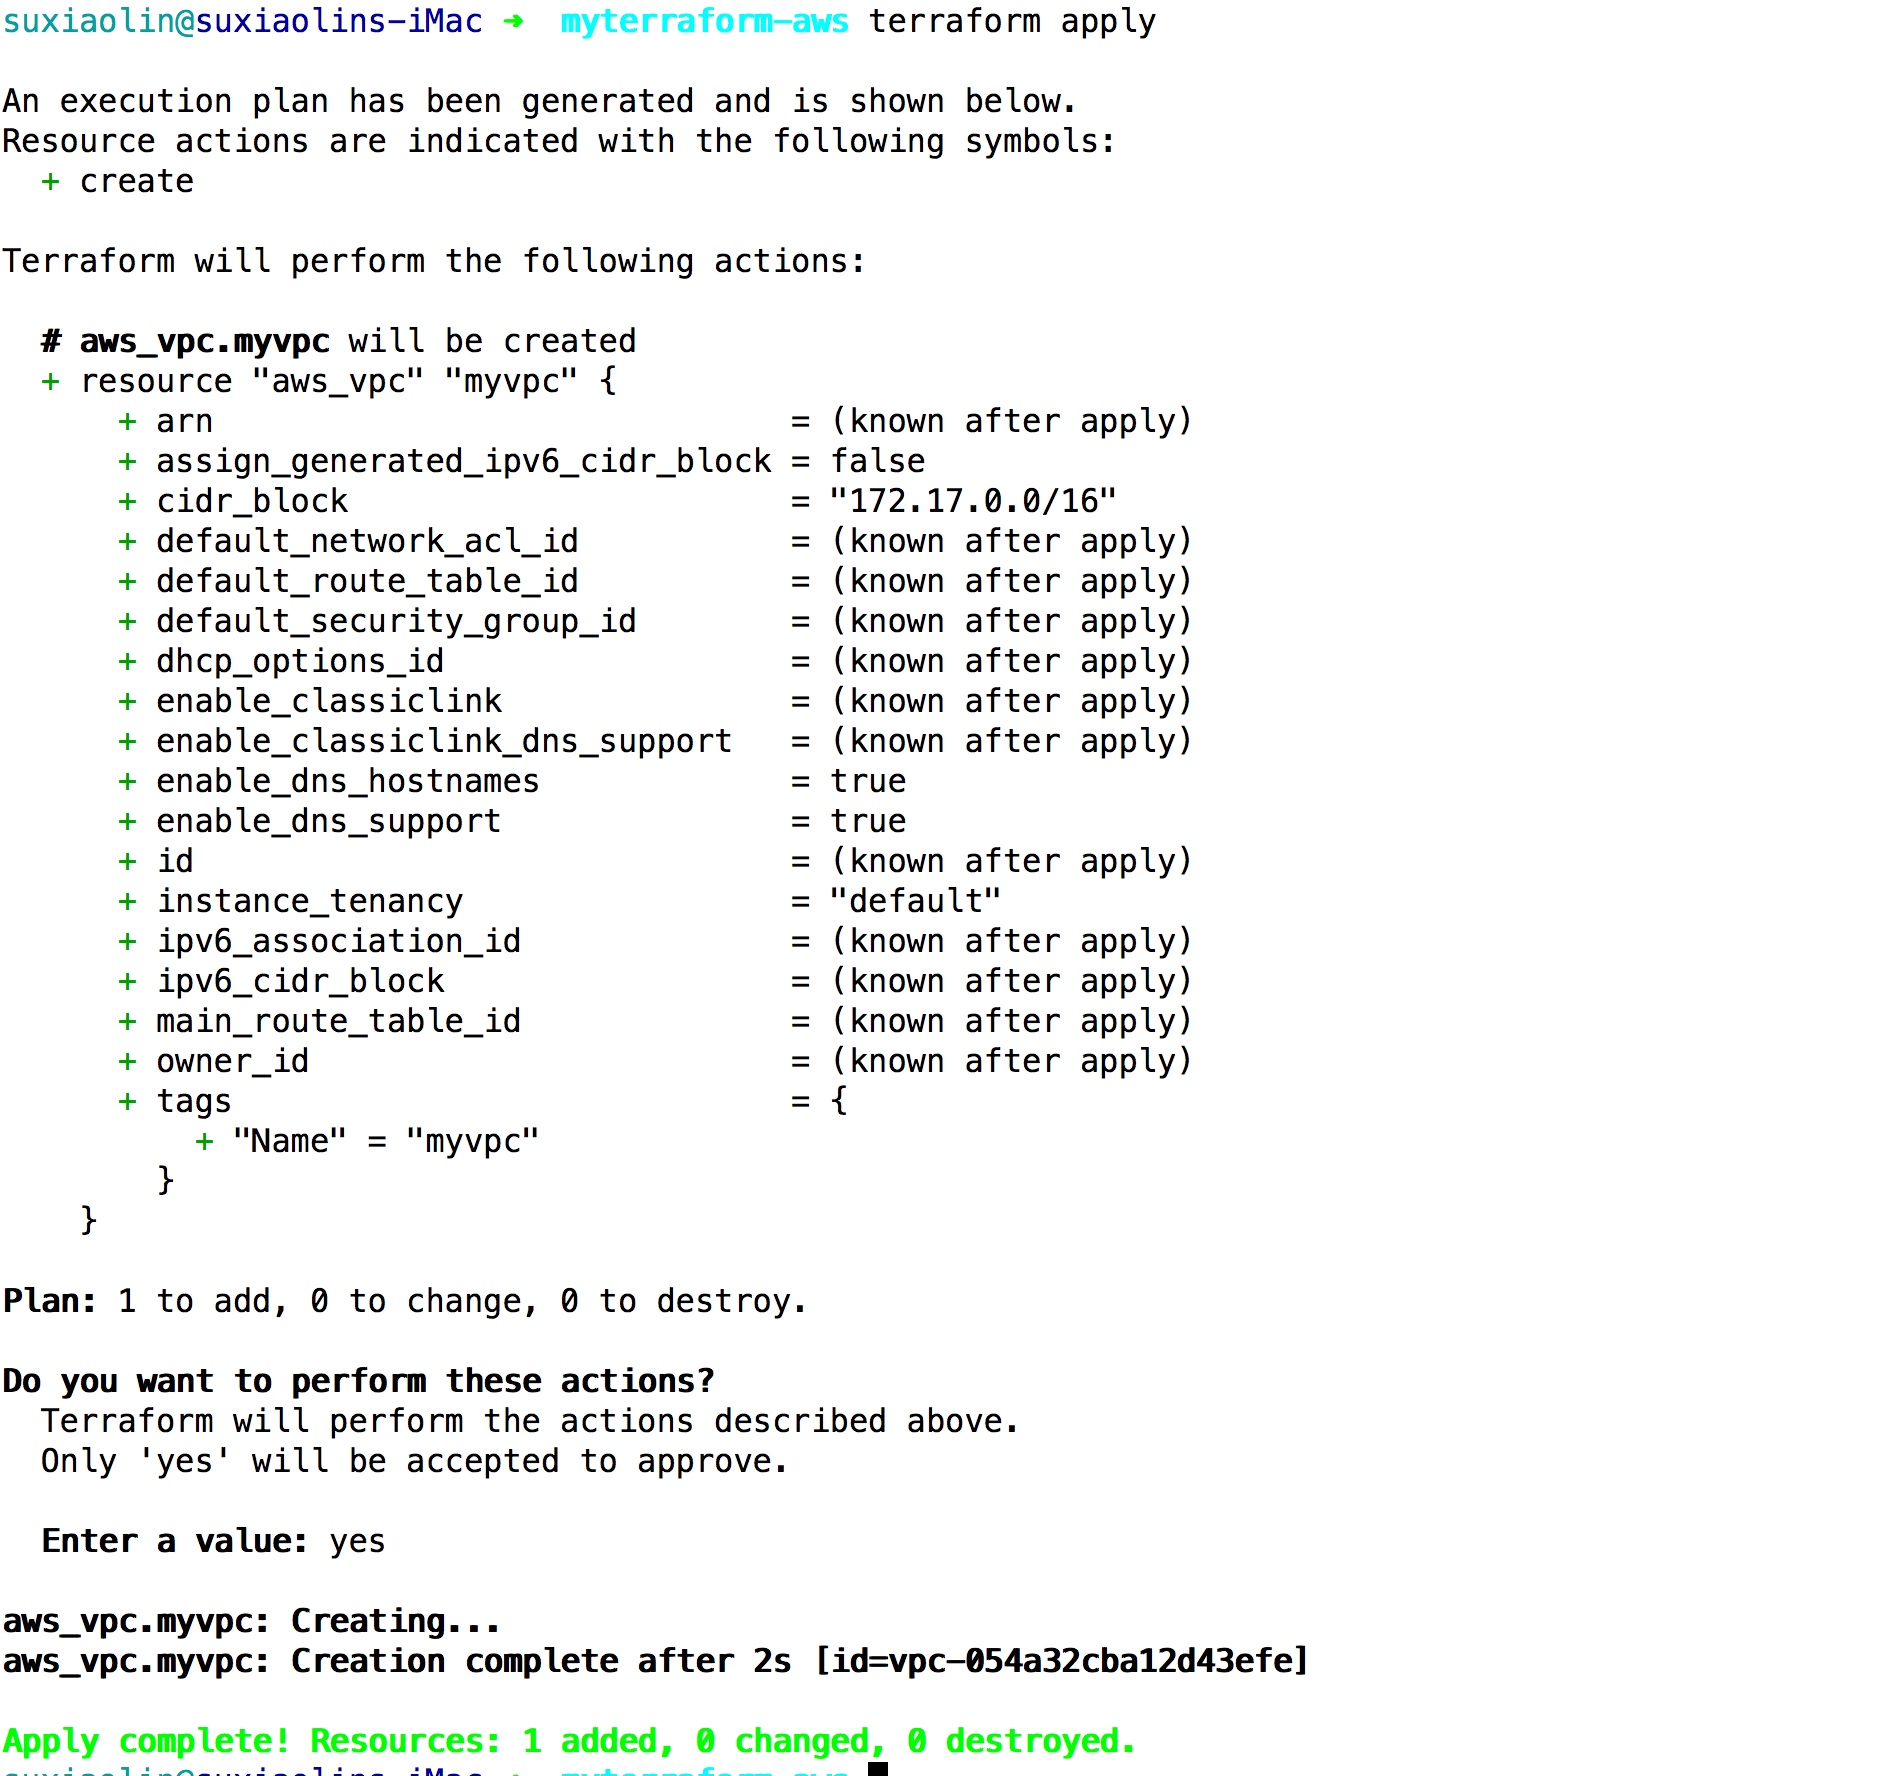 suxiaolin@suxiaolins-iMac ➜  myterraform-aws terraform apply

An execution plan has been generated and is shown below.
Resource actions are indicated with the following symbols:
  + create

Terraform will perform the following actions:

  # aws_vpc.myvpc will be created
  + resource "aws_vpc" "myvpc" {
      + arn                              = (known after apply)
      + assign_generated_ipv6_cidr_block = false
      + cidr_block                       = "172.17.0.0/16"
      + default_network_acl_id           = (known after apply)
      + default_route_table_id           = (known after apply)
      + default_security_group_id        = (known after apply)
      + dhcp_options_id                  = (known after apply)
      + enable_classiclink               = (known after apply)
      + enable_classiclink_dns_support   = (known after apply)
      + enable_dns_hostnames             = true
      + enable_dns_support               = true
      + id                               = (known after apply)
      + instance_tenancy                 = "default"
      + ipv6_association_id              = (known after apply)
      + ipv6_cidr_block                  = (known after apply)
      + main_route_table_id              = (known after apply)
      + owner_id                         = (known after apply)
      + tags                             = {
          + "Name" = "myvpc"
        }
    }

Plan: 1 to add, 0 to change, 0 to destroy.

Do you want to perform these actions?
  Terraform will perform the actions described above.
  Only 'yes' will be accepted to approve.

  Enter a value: yes

aws_vpc.myvpc: Creating...
aws_vpc.myvpc: Creation complete after 2s [id=vpc-054a32cba12d43efe]

Apply complete! Resources: 1 added, 0 changed, 0 destroyed.
suxiaolin@suxiaolins-iMac ➜  myterraform-aws